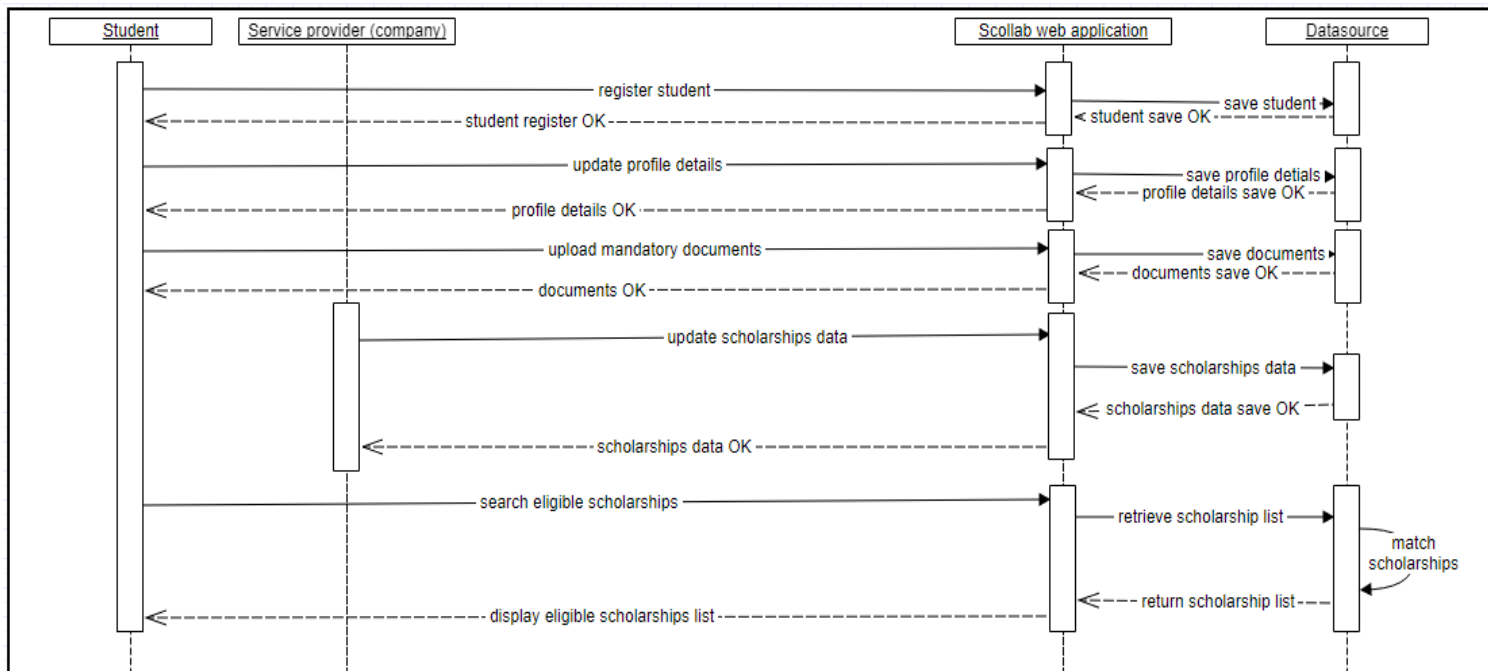 Student
Service provider (company)
Scollab web application
Datasource
register student
save student
student save OK
student register OK
update profile details
save profile detials
profile details save OK
profile details OK
upload mandatory documents
save documents
documents save OK
documents OK
update scholarships data
save scholarships data
scholarships data save OK
scholarships data OK
search eligible scholarships
retrieve scholarship list
match
scholarships
return scholarship list
display eligible scholarships list